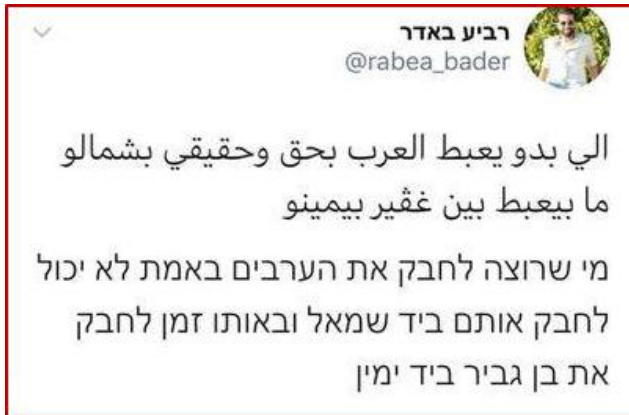 רביע באדר
@rabea_bader
الي بدو يعبط العرب بحق وحقيقي بشمالو
ما بيعبط بين غڤير بيمينو
מי שרוצה לחבק את הערבים באמת לא יכול
לחבק אותם ביד שמאל ובאותו זמן לחבק
את בן גביר ביד ימין